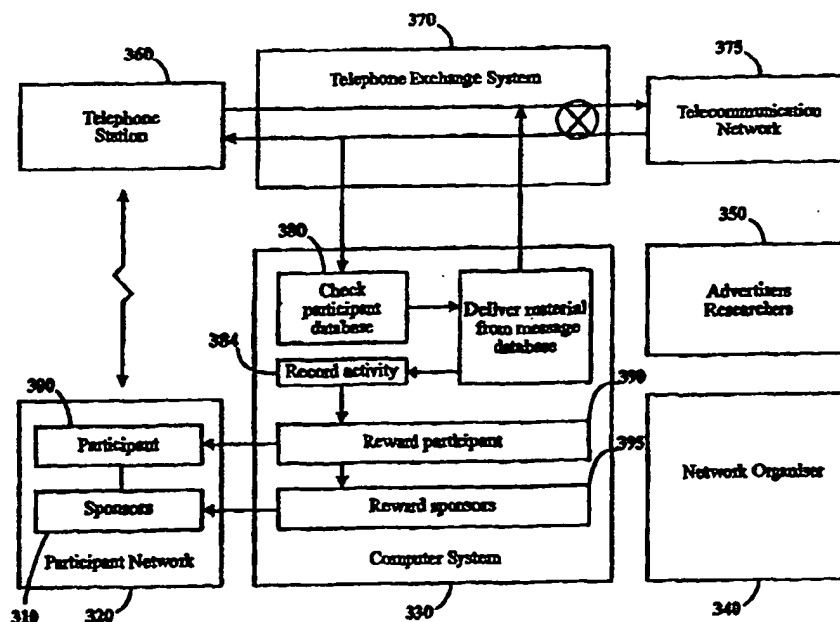 370
360
375
Telephone Exchange System
Telephone
Station
Telecommunication
Network
350
380
Check
participant
database
Deliver material
from message
database
Advertisers
Researchers
384
Record activity
300
390
Participant
Reward participant
395
Network Organiser
Sponsors
Reward sponsors
Participant Network
Computer System
310
320
330
340